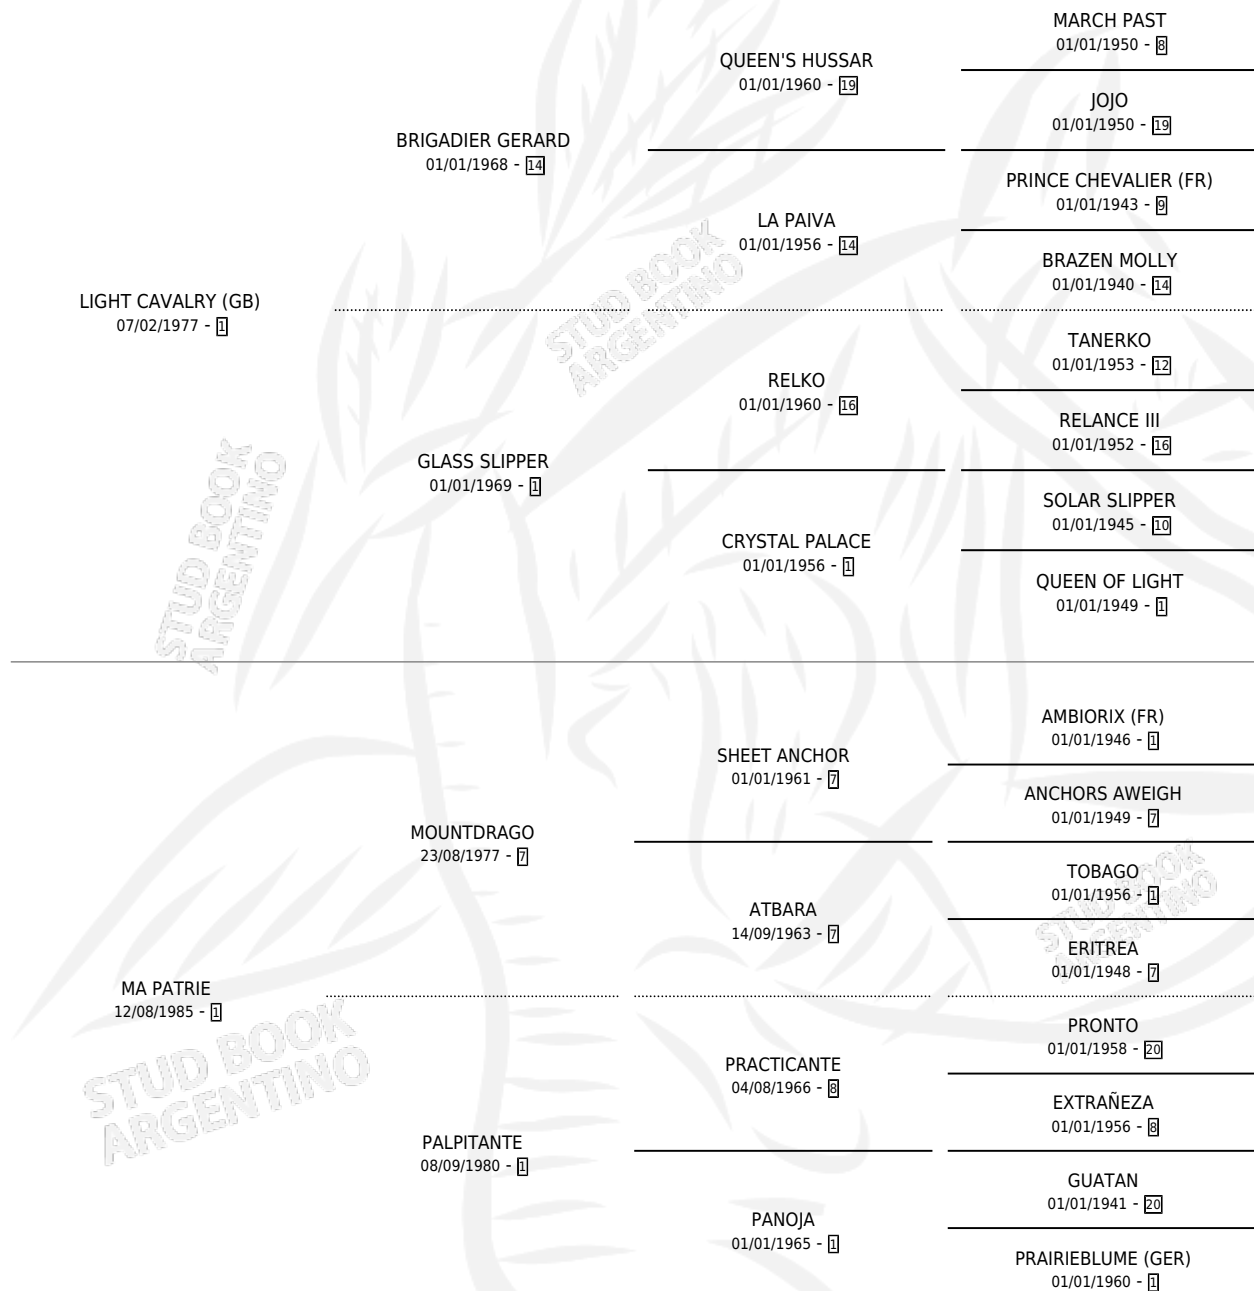 MARCH PAST
01/01/1950 - 8
QUEEN'S HUSSAR
01/01/1960 - 19
JOJO
01/01/1950 - 19
BRIGADIER GERARD
01/01/1968 - 14
PRINCE CHEVALIER (FR)
01/01/1943 - 9
LA PAIVA
01/01/1956 - 14
BRAZEN MOLLY
01/01/1940 - 14
STUD BOOK
ARGENTINO
LIGHT CAVALRY (GB)
07/02/1977 - 1
TANERKO
01/01/1953 - 12
RELKO
01/01/1960 - 16
RELANCE III
01/01/1952 - 16
GLASS SLIPPER
01/01/1969 - 1
SOLAR SLIPPER
01/01/1945 - 10
CRYSTAL PALACE
01/01/1956 - 1
QUEEN OF LIGHT
01/01/1949 - 1
STUD BOOK
ARGENTINO
AMBIORIX (FR)
01/01/1946 - 1
SHEET ANCHOR
01/01/1961 - 7
ANCHORS AWEIGH
01/01/1949 - 7
MOUNTDRAGO
23/08/1977 - 7
TOBAGO
01/01/1956 - 1
ATBARA
14/09/1963 - 7
ERITREA
01/01/1948 - 7
STUD BOOK
ARGENTINO
MA PATRIE
12/08/1985 - 1
PRONTO
01/01/1958 - 20
PRACTICANTE
04/08/1966 - 8
EXTRAÑEZA
01/01/1956 - 8
STUD BOOK
ARGENTINO
PALPITANTE
08/09/1980 - 1
GUATAN
01/01/1941 - 20
PANOJA
01/01/1965 - 1
PRAIRIEBLUME (GER)
01/01/1960 - 1